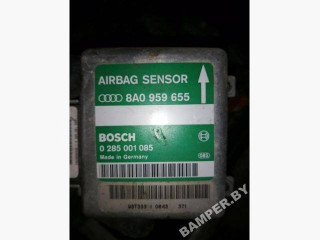 AIRBAG SENSOR
8A0 959 655
BOSCH
0 285 001 085
Made in Germany
BAMPER.BY